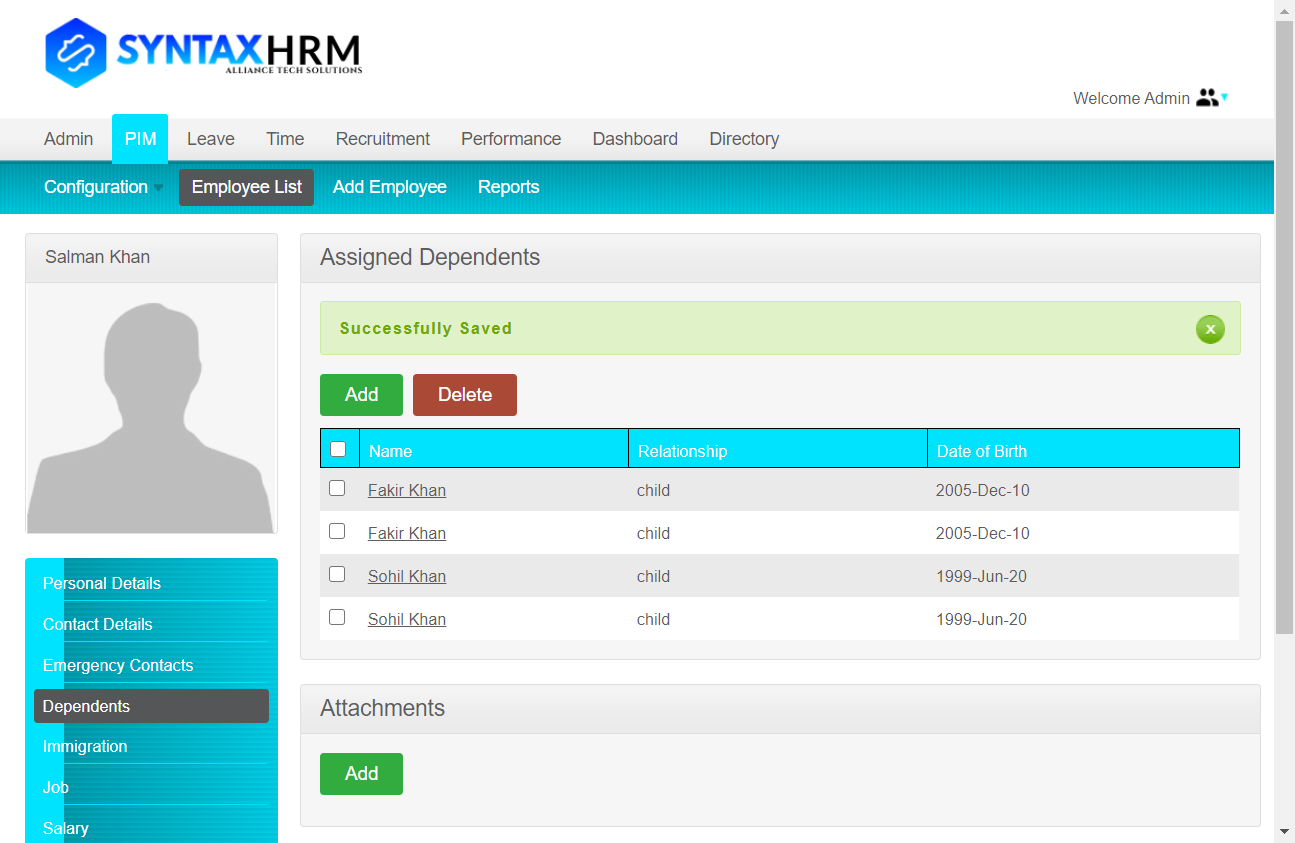 SYNTAXHRM
ALLIANCE TECH SOLUTIONS
Welcome Admin
Admin PIM Leave Time Recruitment Performance Dashboard Directory
Configuration Employee List Add Employee Reports
Salman Khan
Assigned Dependents
Successfully Saved x
Add Delete
Name Relationship Date of Birth
Fakir Khan child 2005-Dec-10
Fakir Khan child 2005-Dec-10
Sohil Khan child 1999-Jun-20
Sohil Khan child 1999-Jun-20
Personal Details
Contact Details
Emergency Contacts
Dependents
Immigration
Job
Salary
Attachments
Add